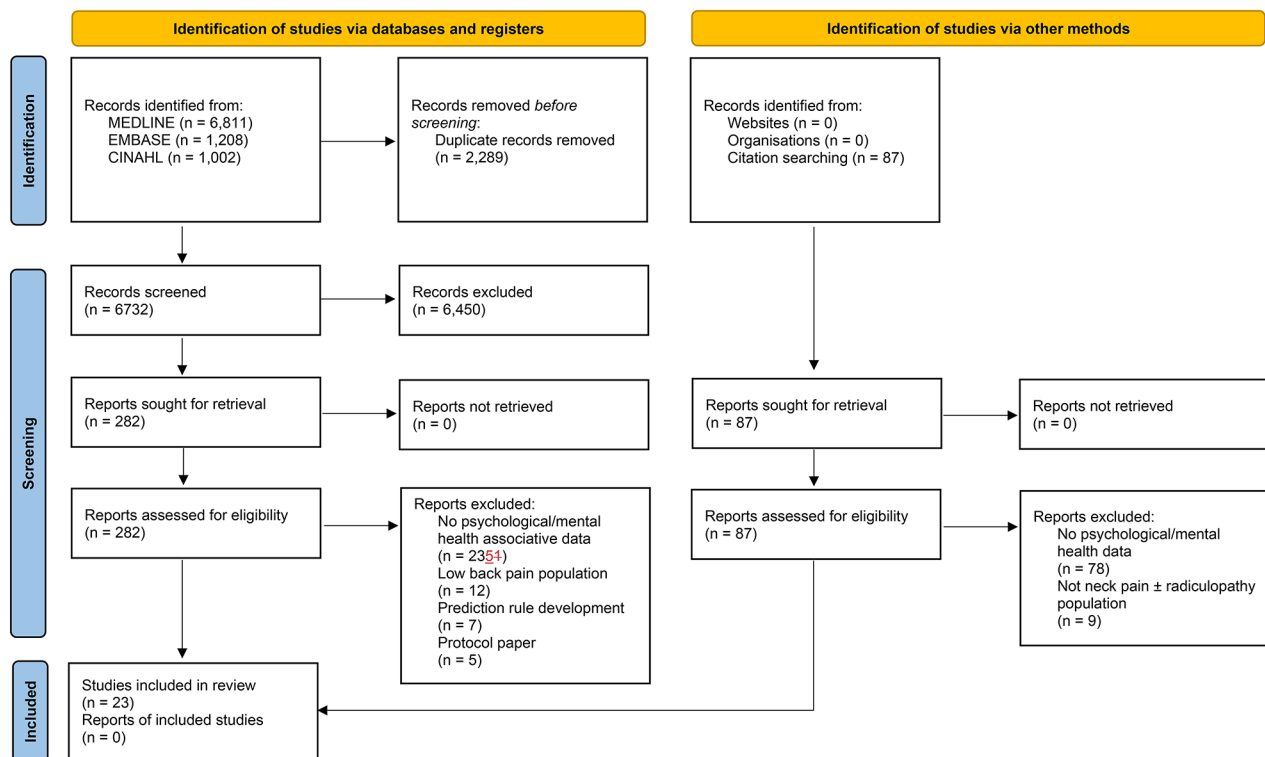 Identification of studies via databases and registers
Identification of studies via other methods
Identification
Records identified from:
MEDLINE (n = 6,811)
EMBASE (n = 1,208)
CINAHL (n = 1,002)
Records removed before
screening:
Duplicate records removed
(n = 2,289)
Records identified from:
Websites (n = 0)
Organisations (n = 0)
Citation searching (n = 87)
Screening
Records screened
(n = 6732)
Records excluded
(n = 6,450)
Reports sought for retrieval
(n = 282)
Reports not retrieved
(n = 0)
Reports sought for retrieval
(n = 87)
Reports not retrieved
(n = 0)
Reports assessed for eligibility
(n = 282)
Reports excluded:
No psychological/mental
health associative data
(n = 2351)
Low back pain population
(n = 12)
Prediction rule development
(n = 7)
Protocol paper
(n = 5)
Reports assessed for eligibility
(n = 87)
Reports excluded:
No psychological/mental
health data
(n = 78)
Not neck pain ± radiculopathy
population
(n = 9)
Included
Studies included in review
(n = 23)
Reports of included studies
(n = 0)